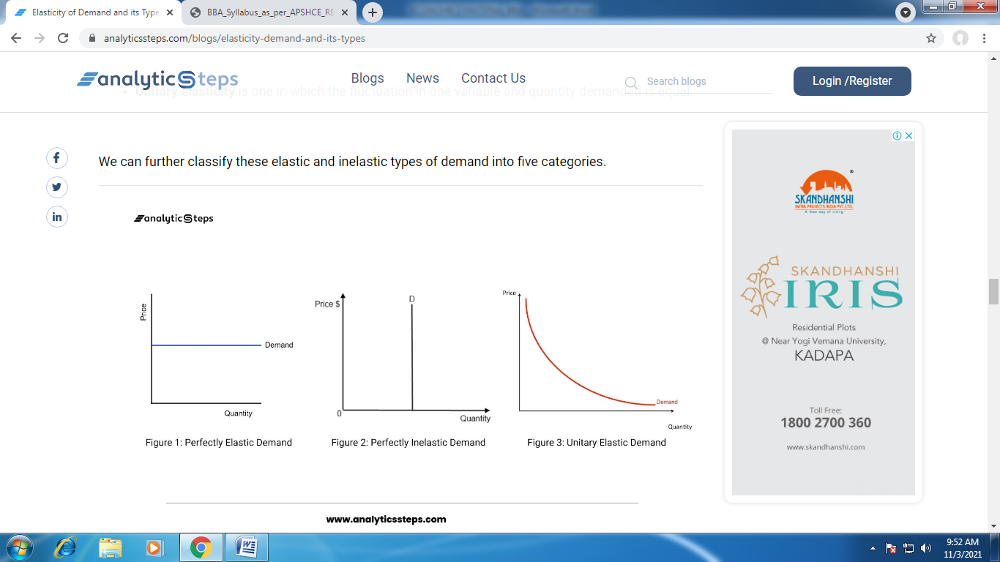 Elasticity of Demand and its Type
BBA_Syllabus_as_per_APSHCE_RE
analyticssteps.com/blogs/elasticity-demand-and-its-types
analyticSteps
Blogs
News
Contact Us
Search blogs
Login /Register
Unitary elasticity is one in which the fluctuation in one variable and quantity demanded is equal.
We can further classify these elastic and inelastic types of demand into five categories.
analyticSteps
Price
Demand
Quantity
Figure 1: Perfectly Elastic Demand
Price $
D
0
Quantity
Figure 2: Perfectly Inelastic Demand
Price
Demand
Quantity
Figure 3: Unitary Elastic Demand
www.analyticssteps.com
SKANDHANSHI
INFRA PROJECTS INDIA PVT.LTD.
A New way of Living
SKANDHANSHI
IRIS
Residential Plots
@ Near Yogi Vemana University,
KADAPA
Toll Free:
1800 2700 360
www.skandhanshi.com
9:52 AM
11/3/2021